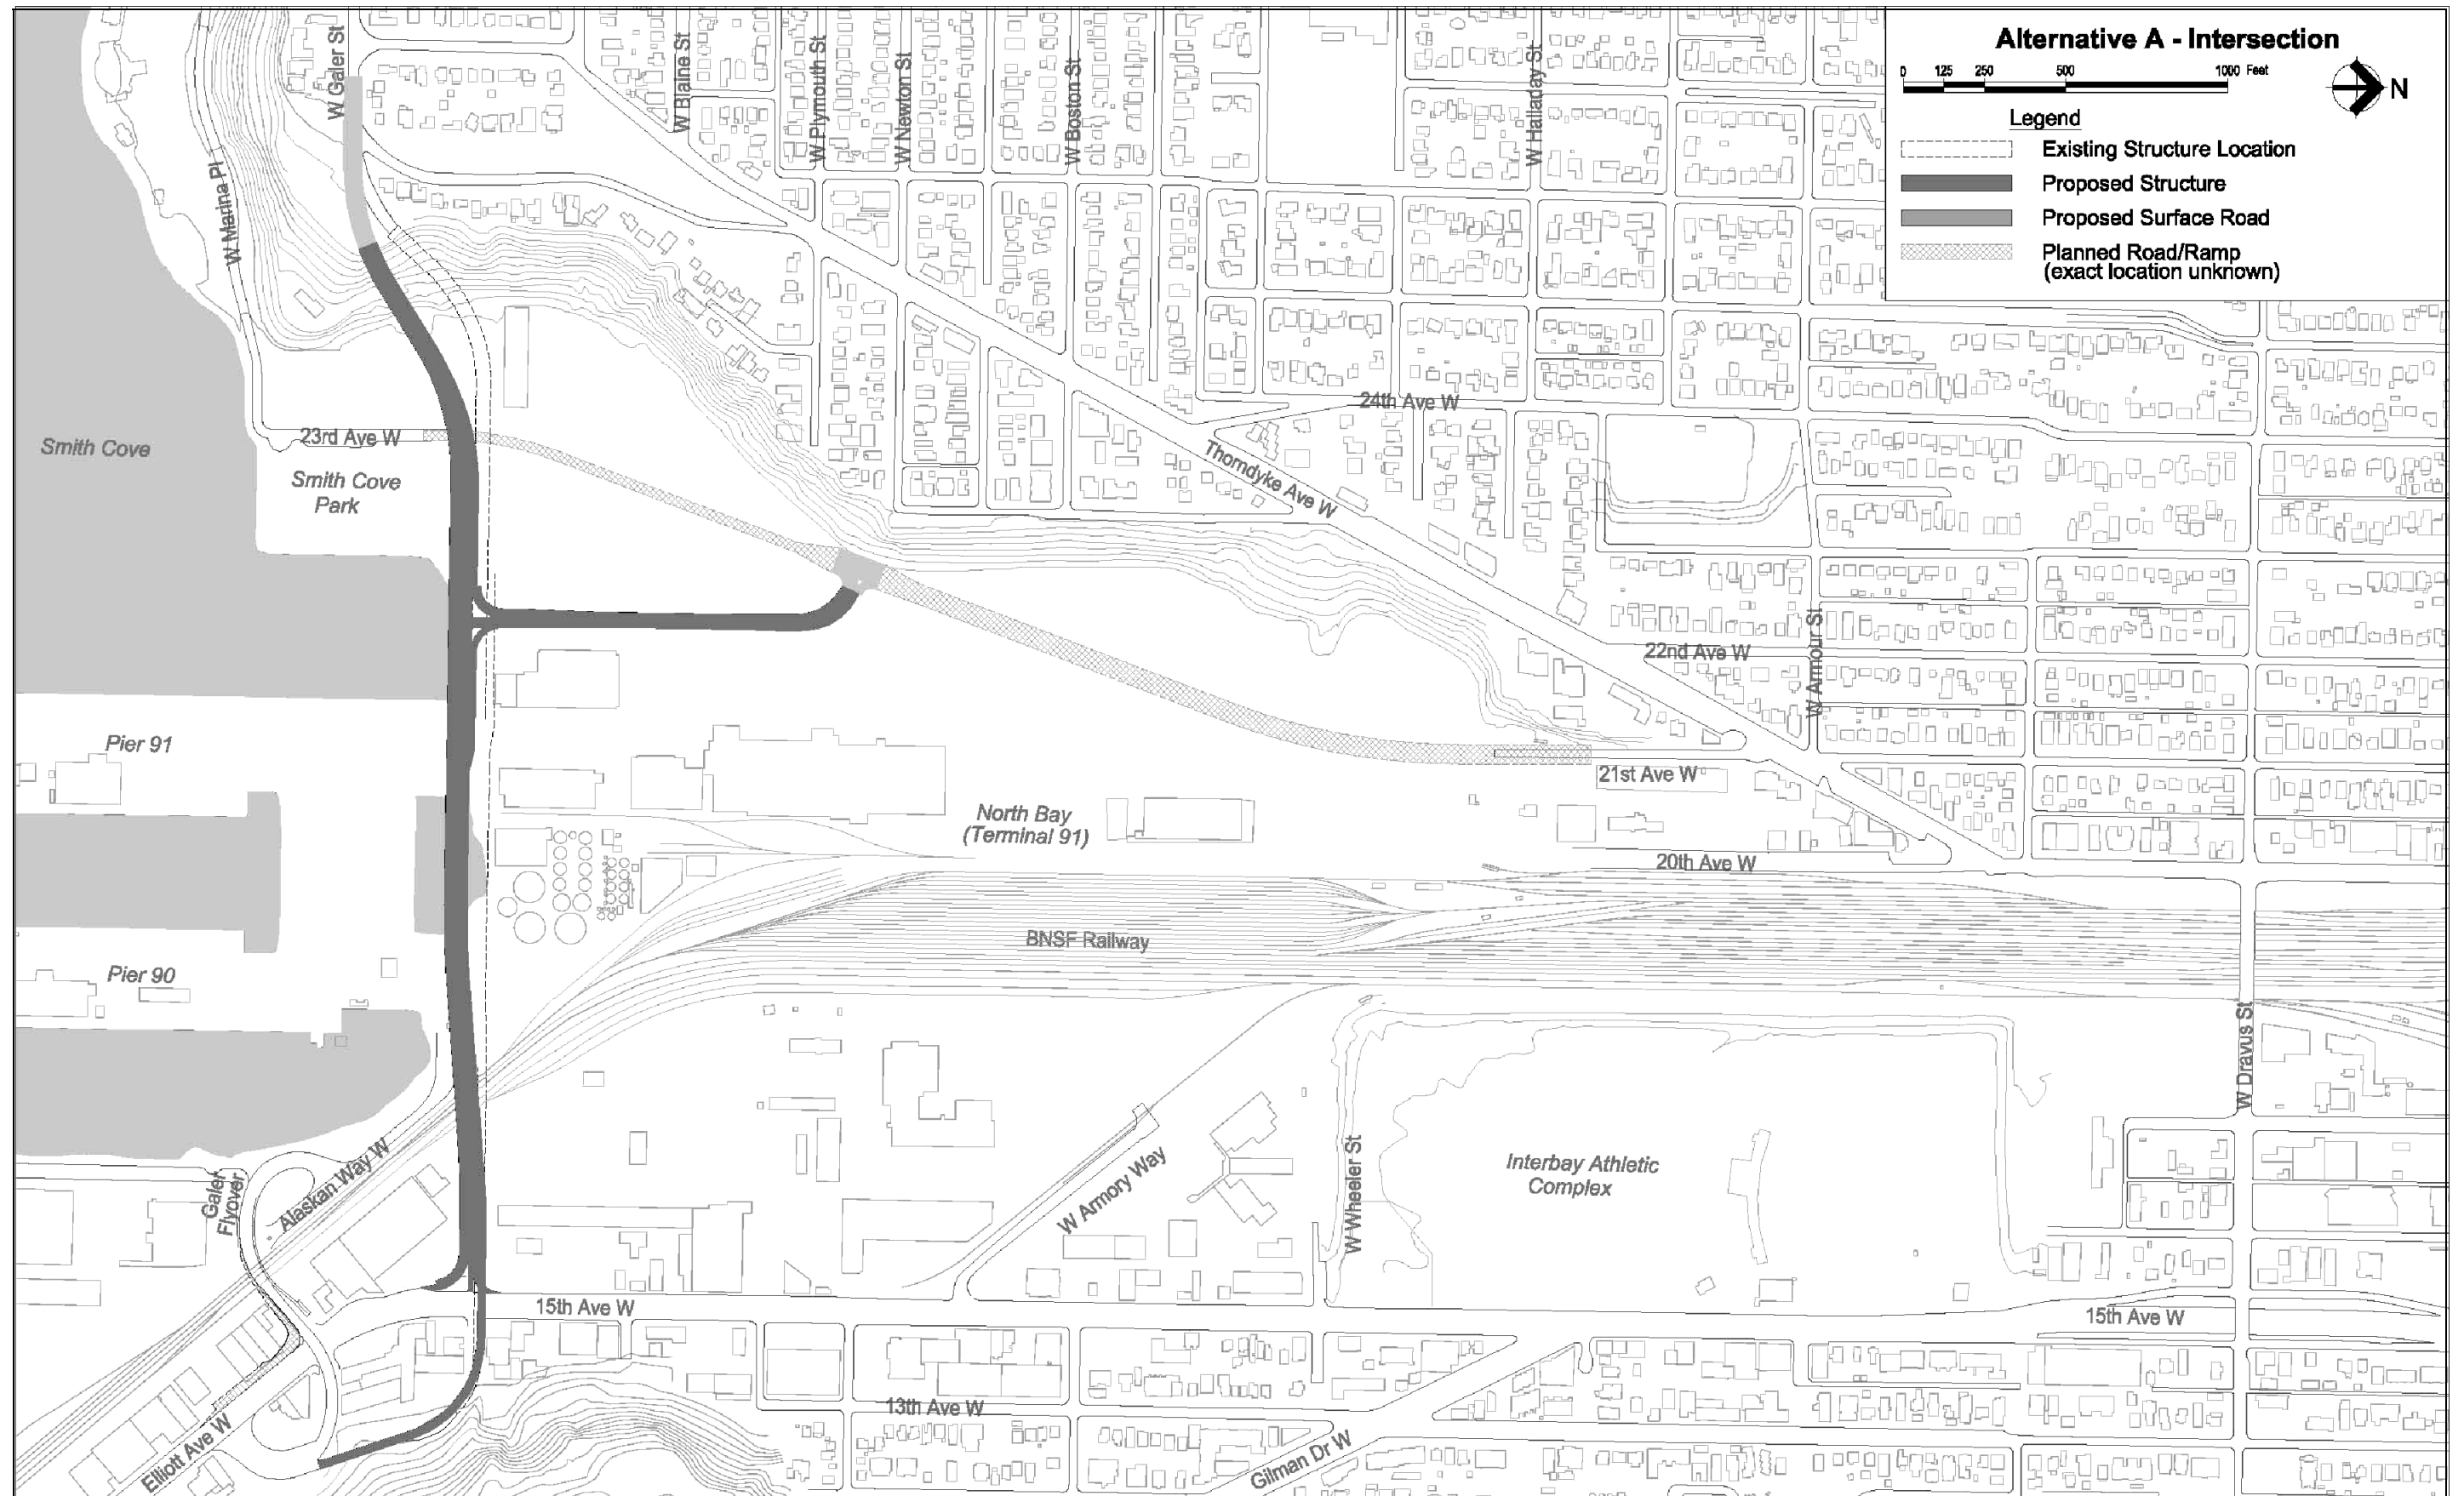 Alternative A - Intersection
0 125 250 500 1000 Feet
N
Legend
Existing Structure Location
Proposed Structure
Proposed Surface Road
Planned Road/Ramp
(exact location unknown)
W Galer St
W Blaine St
W Plymouth St
W Newton St
W Boston St
W Halladay St
W Marina Pl
24th Ave W
23rd Ave W
Smith Cove
Smith Cove
Park
Thorndyke Ave W
22nd Ave W
W Armour St
Pier 91
21st Ave W
North Bay
(Terminal 91)
20th Ave W
BNSF Railway
Pier 90
W Dravus St
Galer
Flyover
Alaskan Way W
W Armory Way
W Wheeler St
Interbay Athletic
Complex
15th Ave W
15th Ave W
13th Ave W
Elliott Ave W
Gilman Dr W